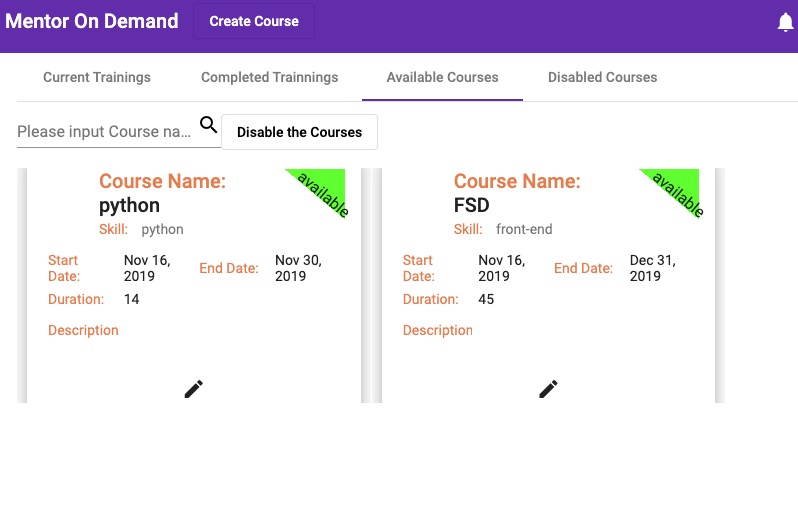 Mentor On Demand Create Course
Current Trainings Completed Trainnings Available Courses Disabled Courses
Please input Course na... Disable the Courses
Course Name:
python
available
Skill: python
Start Date: Nov 16, 2019 End Date: Nov 30, 2019
Duration: 14
Description
Course Name:
FSD
available
Skill: front-end
Start Date: Nov 16, 2019 End Date: Dec 31, 2019
Duration: 45
Description